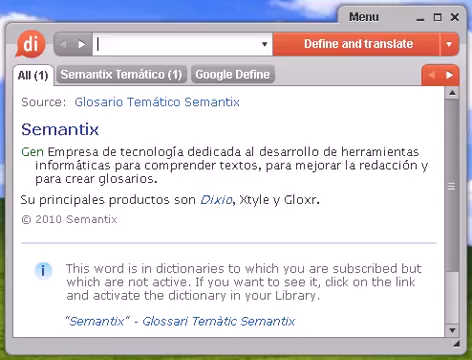 Menu
di
Define and translate
All (1) Semantix Temático (1) Google Define
Source: Glosario Temático Semantix
Semantix
Gen Empresa de tecnología dedicada al desarrollo de herramientas
informáticas para comprender textos, para mejorar la redacción y
para crear glosarios.
Su principales producto son Dixio, Xtyle y Gloxr.
© 2010 Semantix
i
This word is in dictionaries to which you are subscribed but
which are not active. If you want to see it, click on the link
and activate the dictionary in your Library.
"Semantix" - Glossari Temàtic Semantix